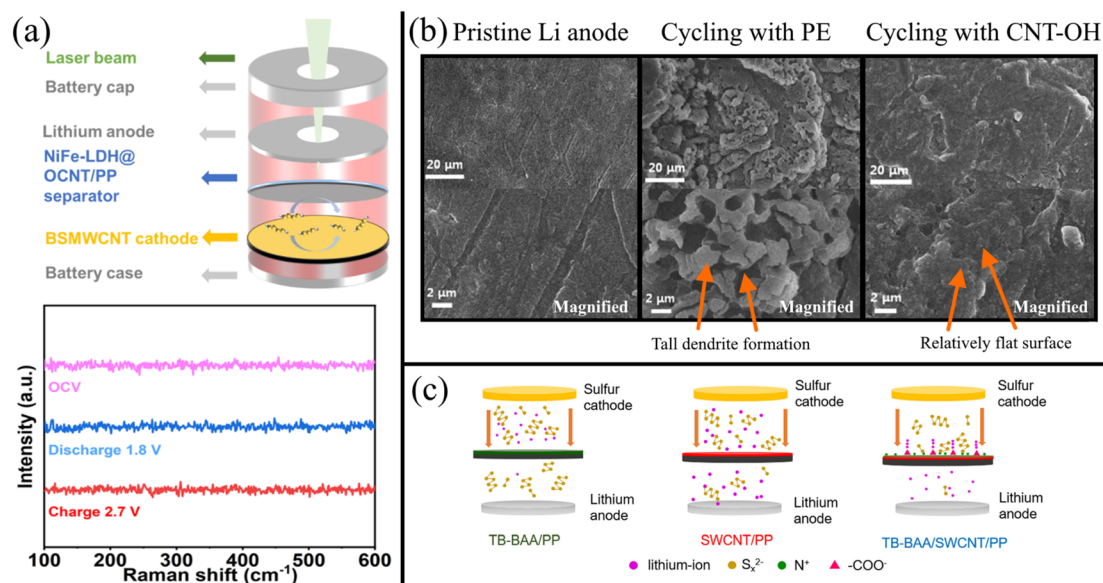 (a)
Laser beam
Battery cap
Lithium anode
NiFe-LDH@
OCNT/PP
separator
BSMWCNT cathode
Battery case
Intensity (a.u.)
OCV
Discharge 1.8 V
Charge 2.7 V
100 200 300 400 500 600
Raman shift (cm⁻¹)
(b)
Pristine Li anode Cycling with PE Cycling with CNT-OH
20 µm 20 µm 20 µm
2 µm Magnified 2 µm Magnified 2 µm Magnified
Tall dendrite formation Relatively flat surface
(c)
Sulfur
cathode
Lithium
anode
TB-BAA/PP
Sulfur
cathode
Lithium
anode
SWCNT/PP
Sulfur
cathode
Lithium
anode
TB-BAA/SWCNT/PP
lithium-ion Sₓ²⁻ N⁺ -COO⁻